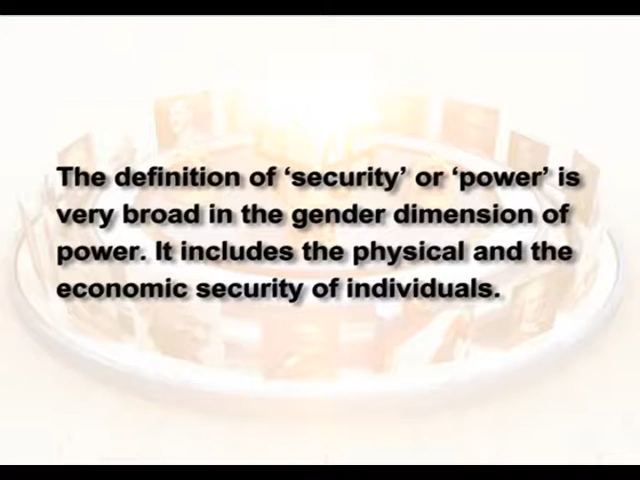 The definition of ‘security’ or ‘power’ is
very broad in the gender dimension of
power. It includes the physical and the
economic security of individuals.